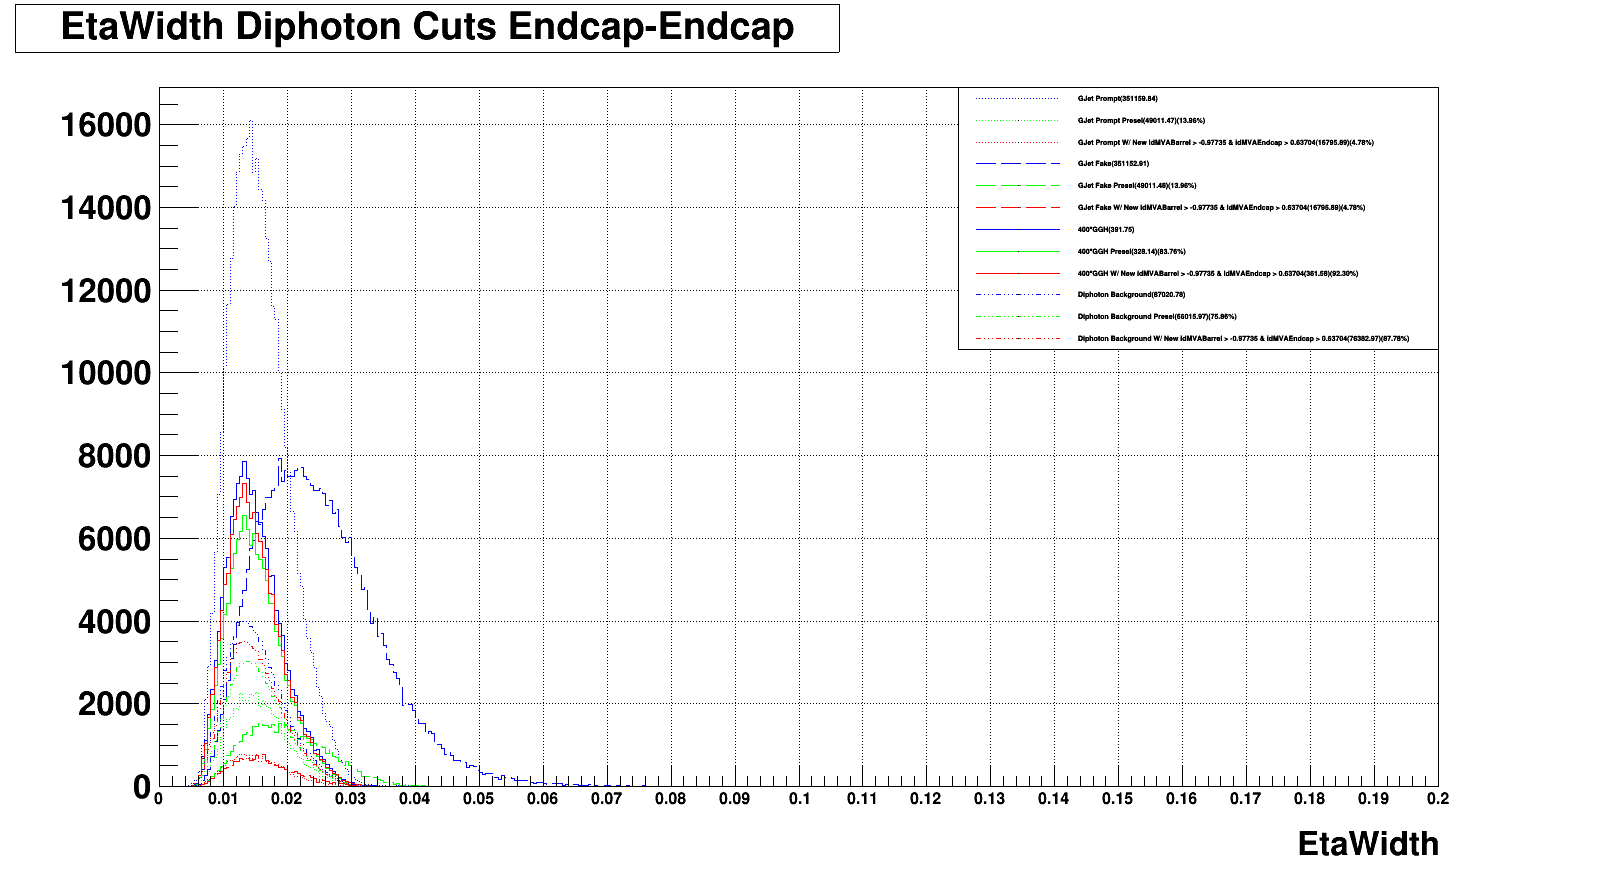 EtaWidth Diphoton Cuts Endcap-Endcap
GJet Prompt(351159.84)
GJet Prompt Presel(49011.47)(13.96%)
GJet Prompt W/ New IdMVABarrel > -0.97735 & IdMVAEndcap > 0.63704(16795.89)(4.78%)
GJet Fake(351152.91)
GJet Fake Presel(49011.48)(13.96%)
GJet Fake W/ New IdMVABarrel > -0.97735 & IdMVAEndcap > 0.63704(16795.89)(4.78%)
400*GGH(391.75)
400*GGH Presel(328.14)(83.76%)
400*GGH W/ New IdMVABarrel > -0.97735 & IdMVAEndcap > 0.63704(361.58)(92.30%)
Diphoton Background(87020.78)
Diphoton Background Presel(66015.97)(75.86%)
Diphoton Background W/ New IdMVABarrel > -0.97735 & IdMVAEndcap > 0.63704(76382.97)(87.78%)
16000
14000
12000
10000
8000
6000
4000
2000
0
0 0.01 0.02 0.03 0.04 0.05 0.06 0.07 0.08 0.09 0.1 0.11 0.12 0.13 0.14 0.15 0.16 0.17 0.18 0.19 0.2
EtaWidth